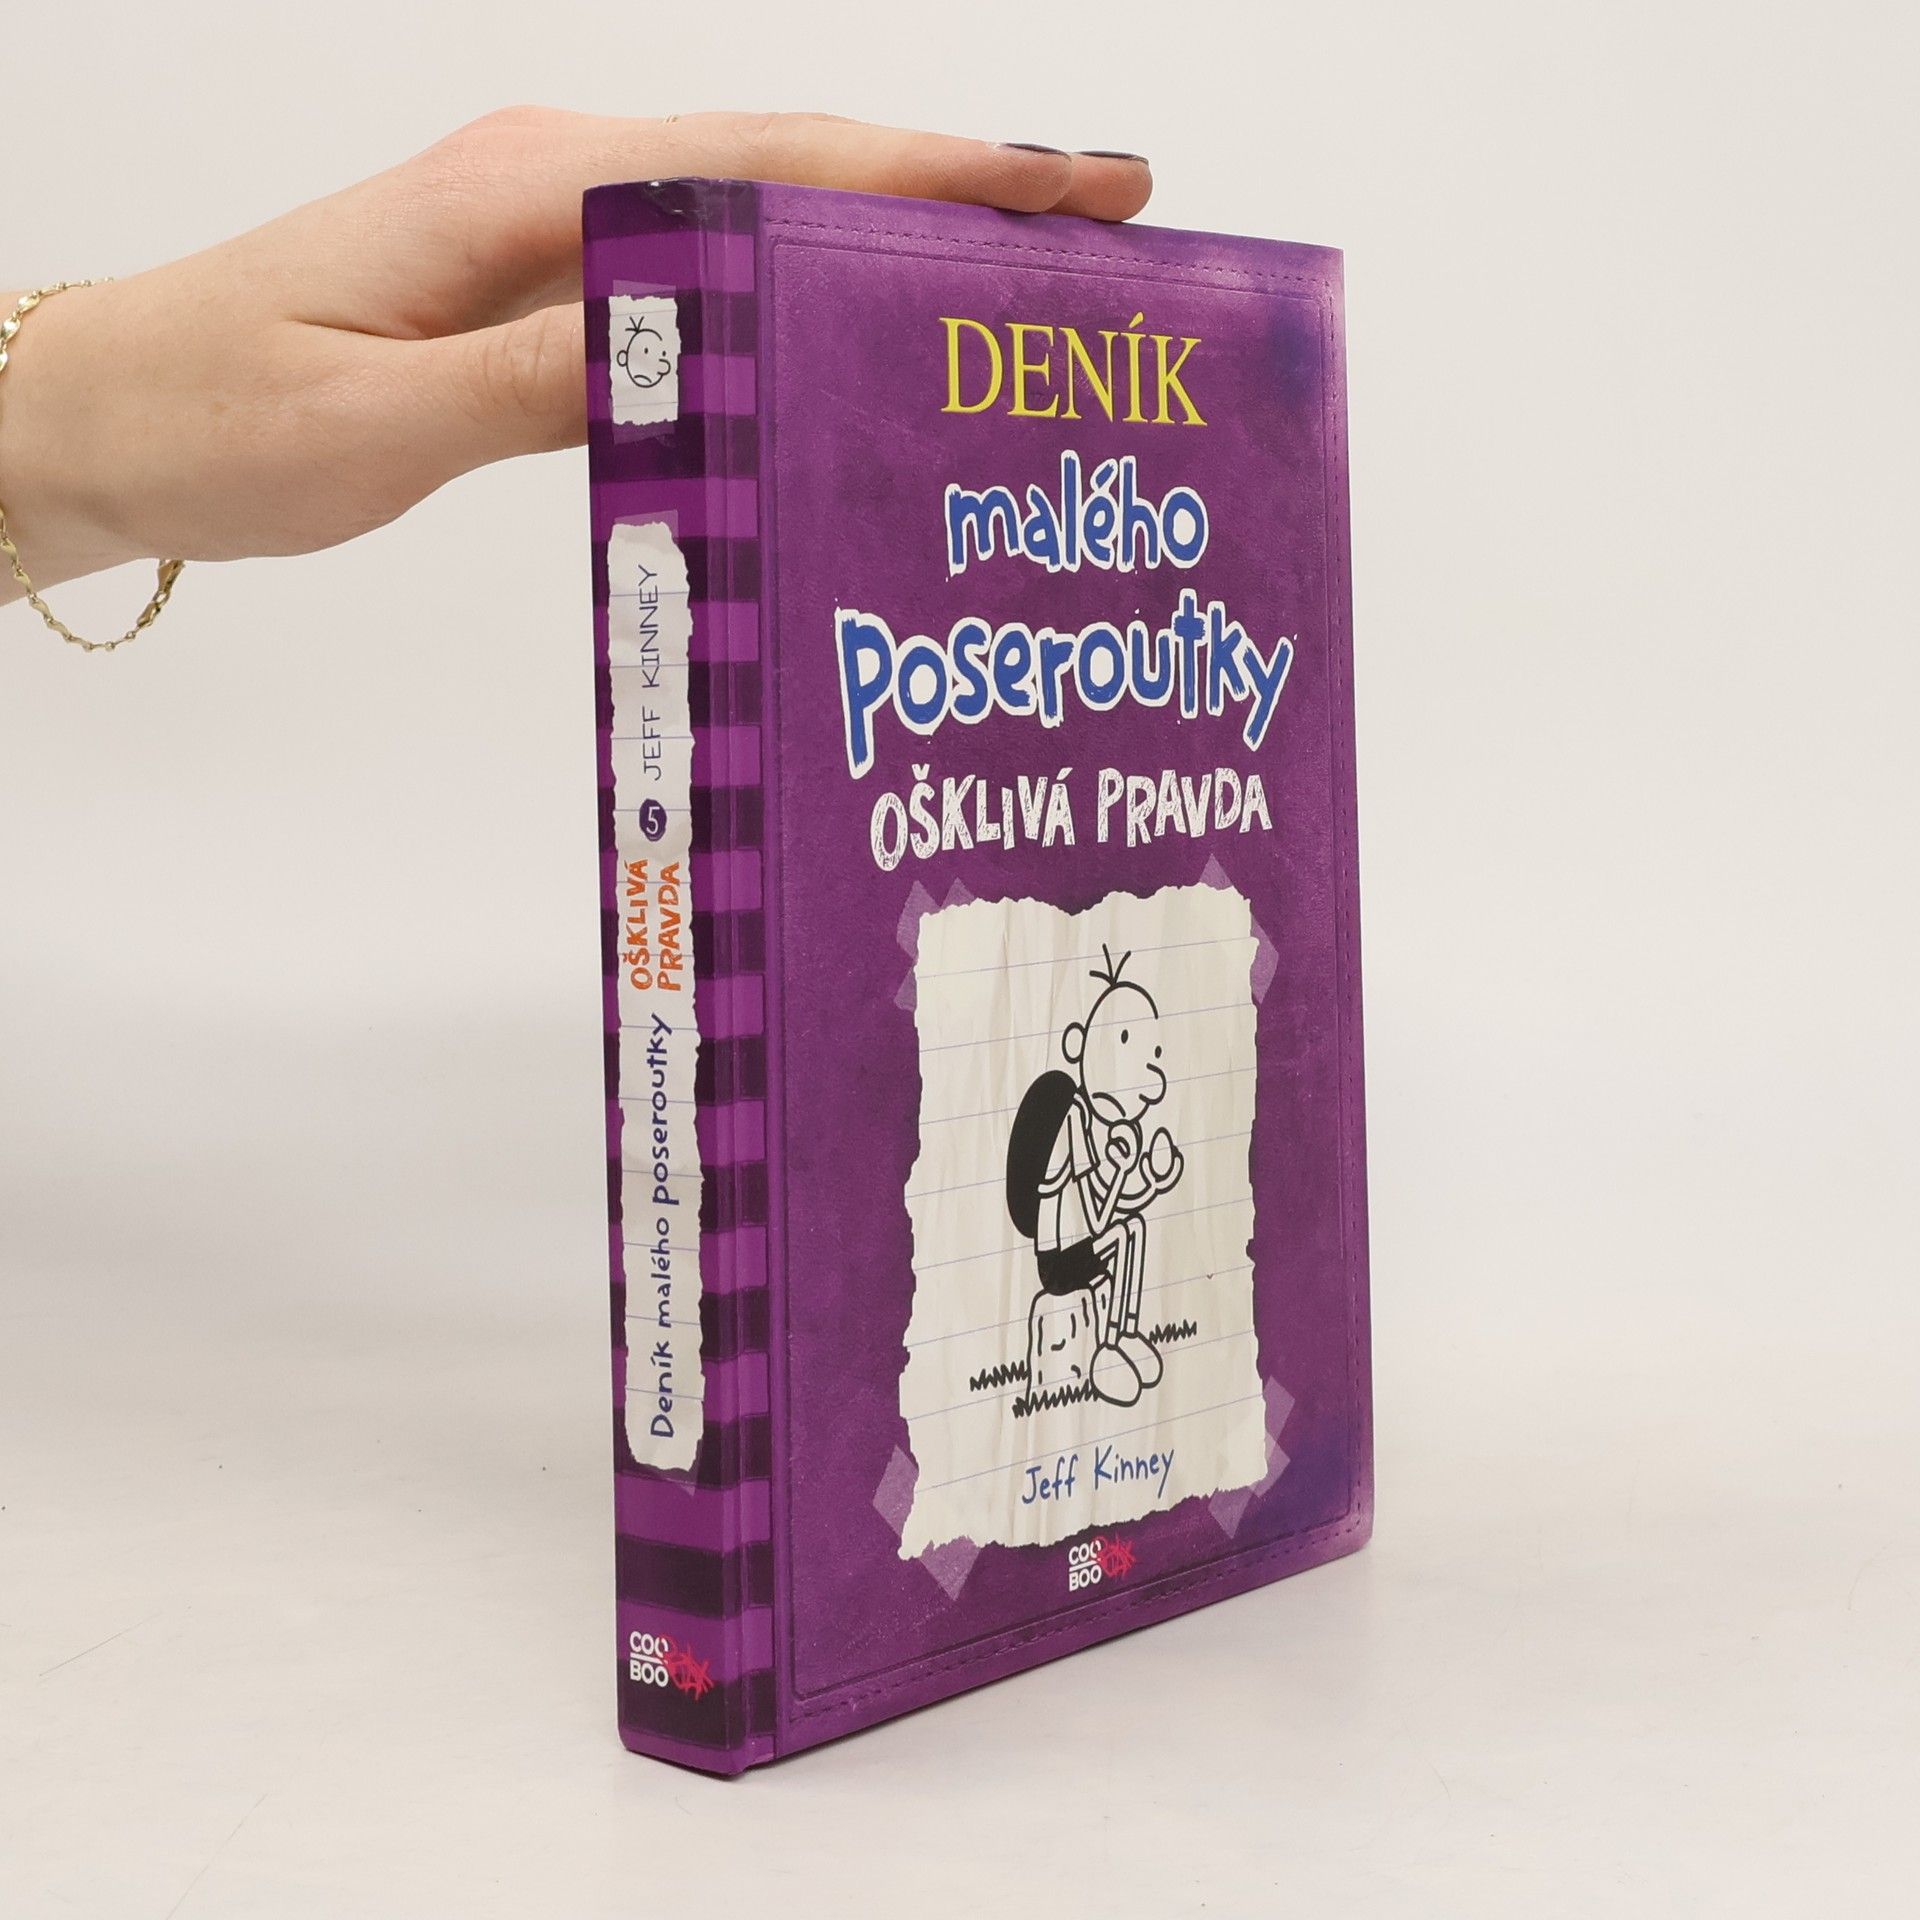 DENÍK
malého
poseroutky
OŠKLIVÁ PRAVDA
Jeff Kinney
COO
BOO
Deník malého poseroutky OŠKLIVÁ PRAVDA 5 JEFF KINNEY
COO
BOO